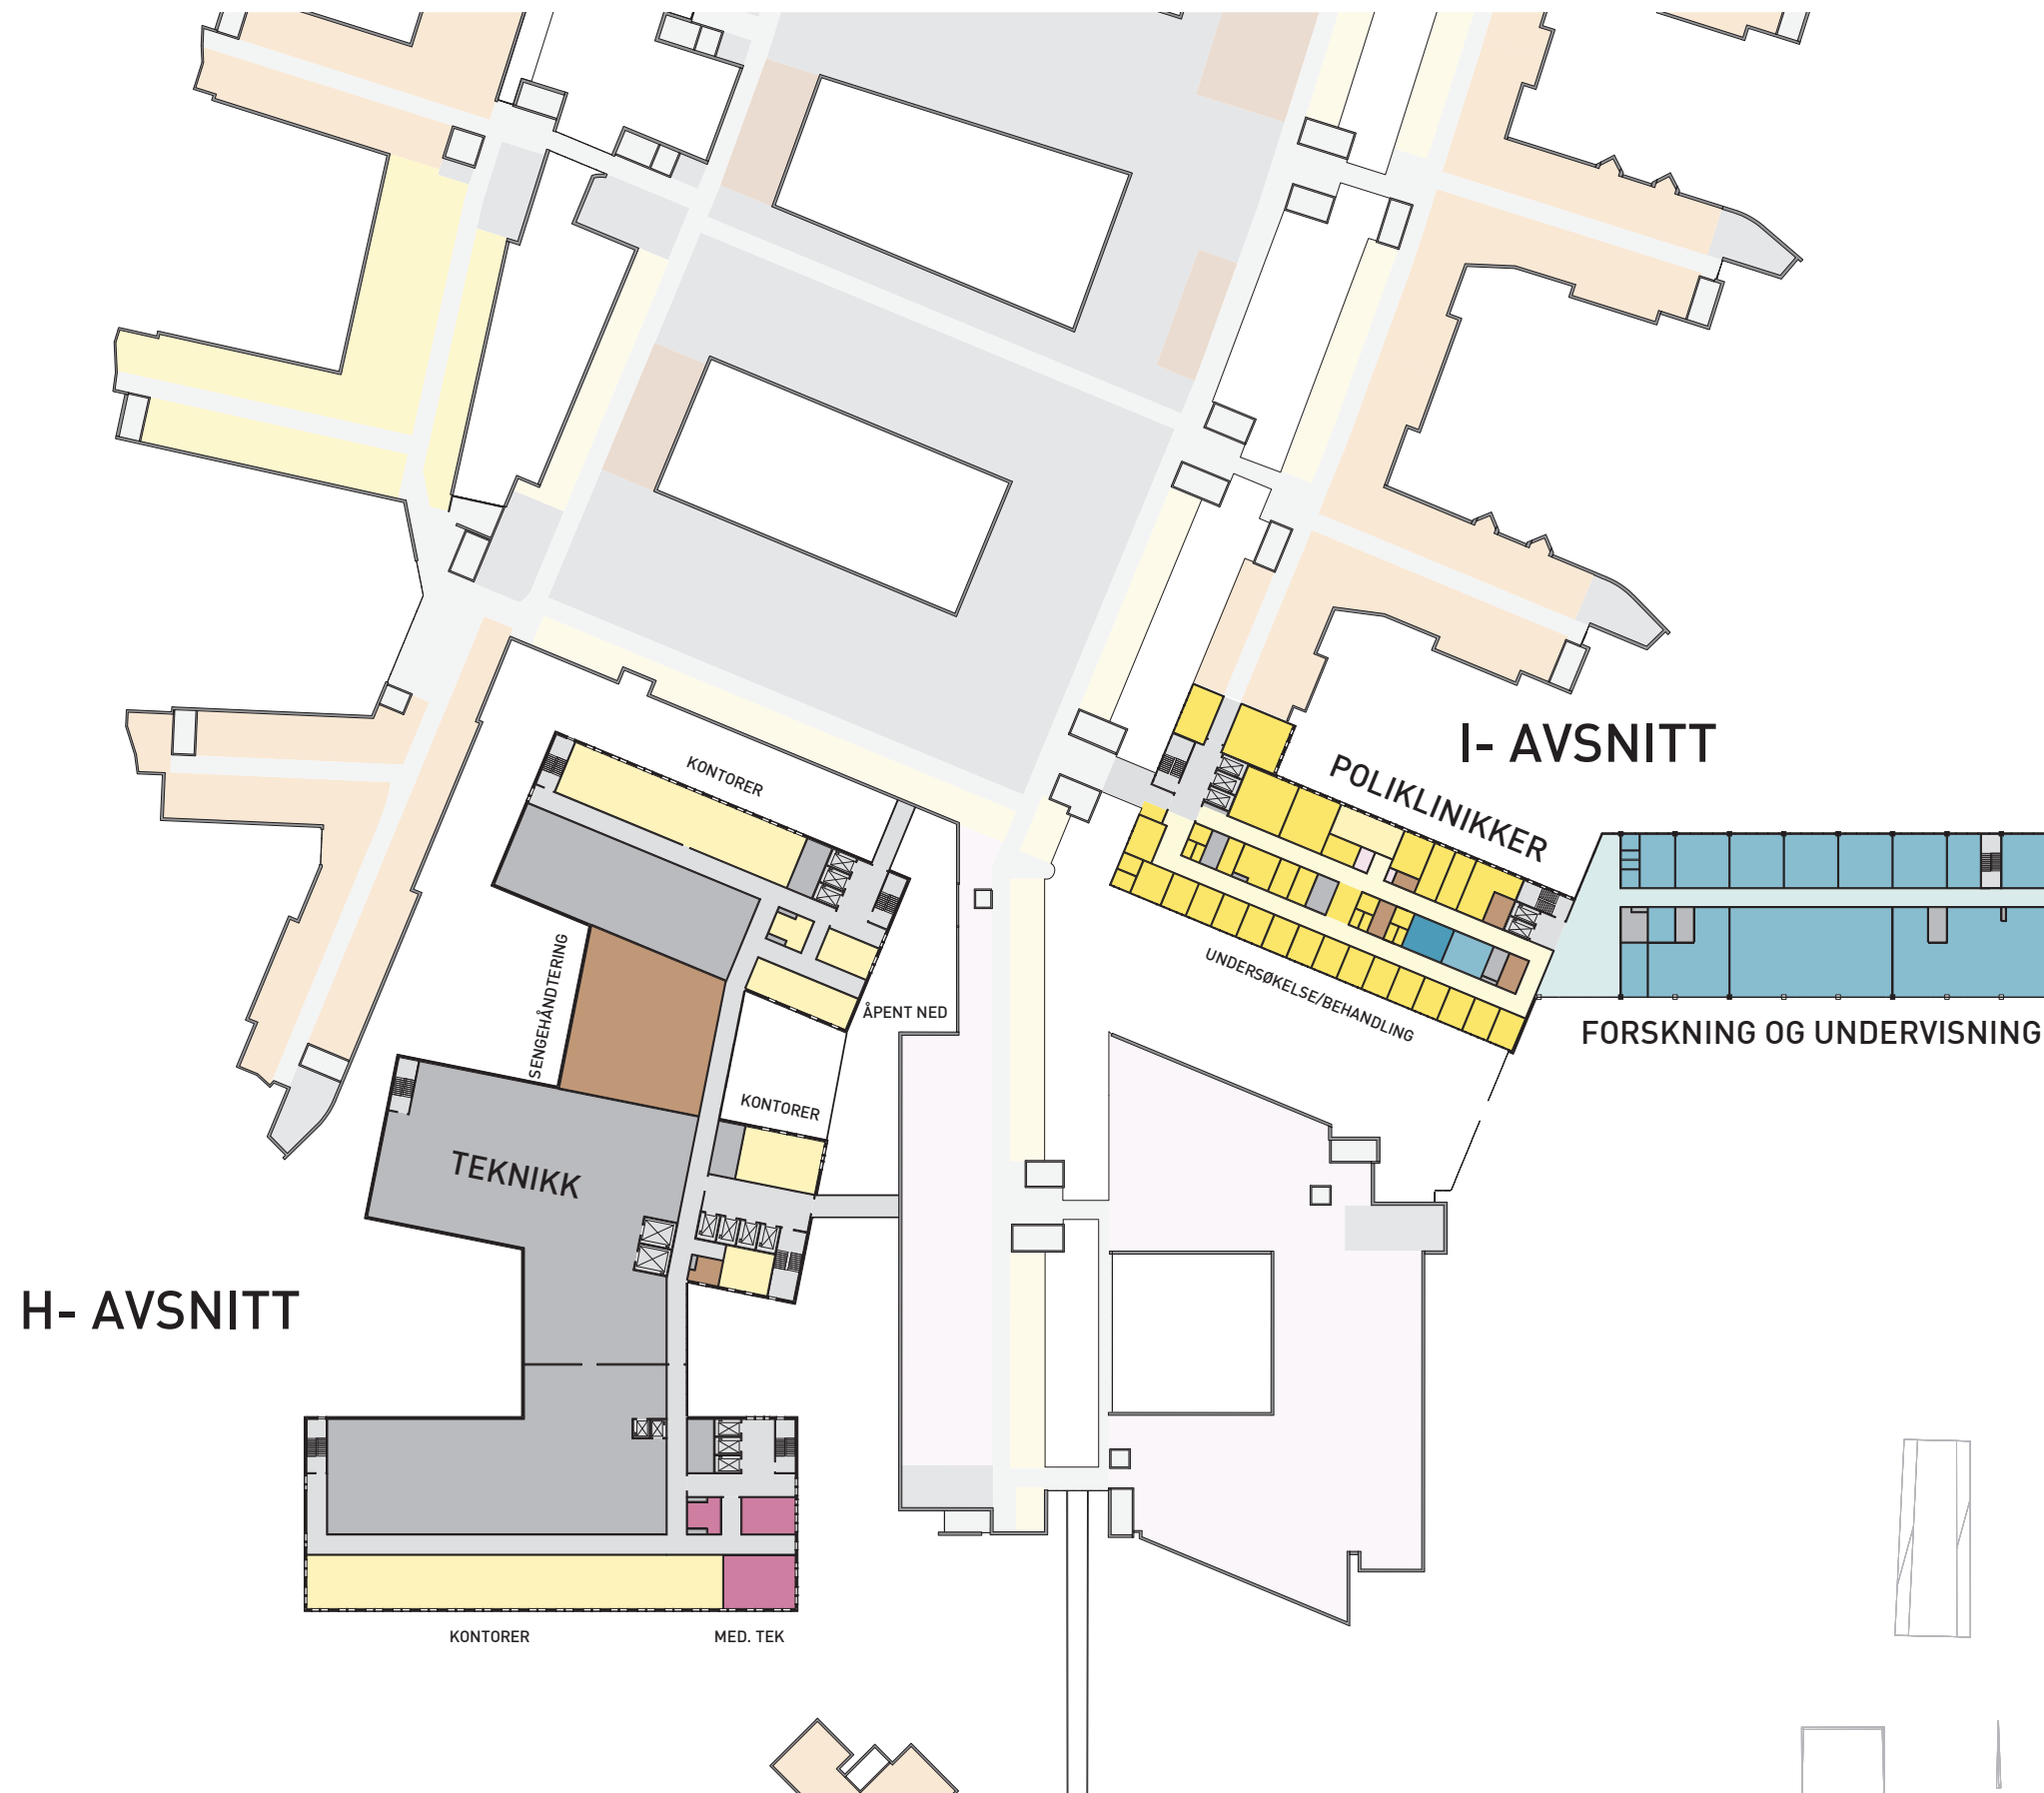 I- AVSNITT
POLIKLINIKKER
KONTORER
UNDERSØKELSE/BEHANDLING
SENGEHÅNDTERING
ÅPENT NED
FORSKNING OG UNDERVISNING
KONTORER
TEKNIKK
H- AVSNITT
KONTORER
MED. TEK